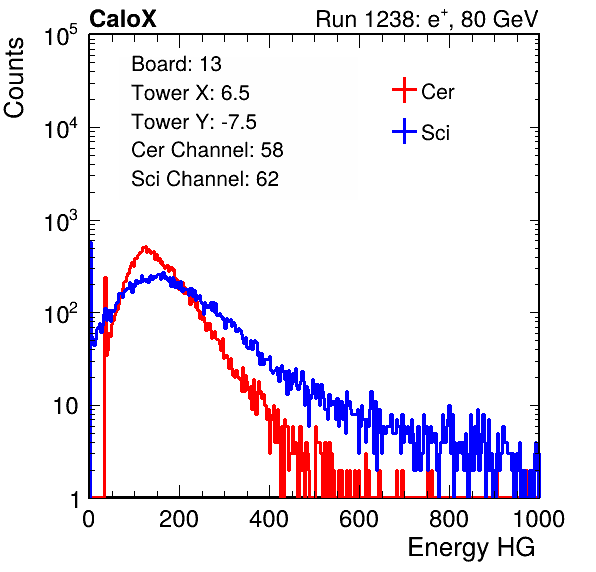 CaloX Run 1238: e⁺, 80 GeV
Counts
10⁵
10⁴
10³
10²
10
1
Board: 13
Tower X: 6.5
Tower Y: -7.5
Cer Channel: 58
Sci Channel: 62
Cer
Sci
0 200 400 600 800 1000
Energy HG